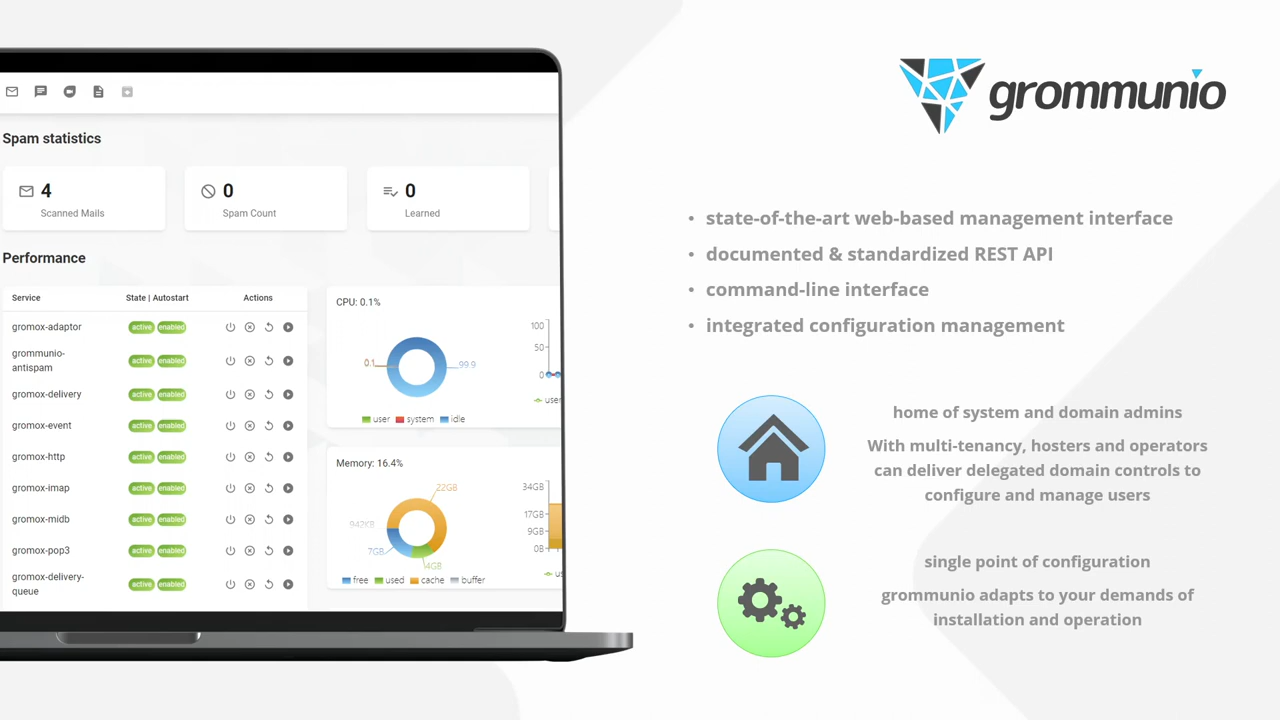 Spam statistics
4
Scanned Mails
0
Spam Count
0
Learned
Performance
Service State | Autostart Actions
gromox-adaptor active enabled
grommunio-
antispam active enabled
gromox-delivery active enabled
gromox-event active enabled
gromox-http active enabled
gromox-imap active enabled
gromox-midb active enabled
gromox-pop3 active enabled
gromox-delivery-
queue active enabled
CPU: 0.1%
0.1
99.9
user system idle
100
50
0
user
Memory: 16.4%
22GB
942KB
7GB
4GB
free used cache buffer
34GB
17GB
9GB
0B
us
grommunio
• state-of-the-art web-based management interface
• documented & standardized REST API
• command-line interface
• integrated configuration management
home of system and domain admins
With multi-tenancy, hosters and operators
can deliver delegated domain controls to
configure and manage users
single point of configuration
grommunio adapts to your demands of
installation and operation